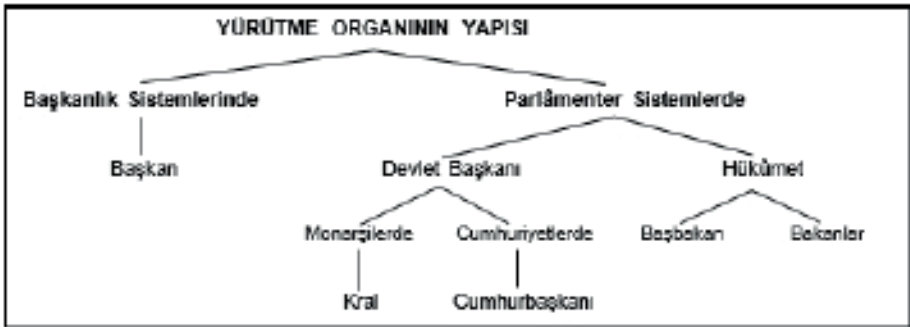 YÜRÜTME ORGANININ YAPISI
Başkanlık Sistemlerinde Parlâmenter Sistemlerde
Başkan Devlet Başkanı Hükûmet
Monarşilerde Cumhuriyetlerde Başbakan Bakanlar
Kral Cumhurbaşkanı